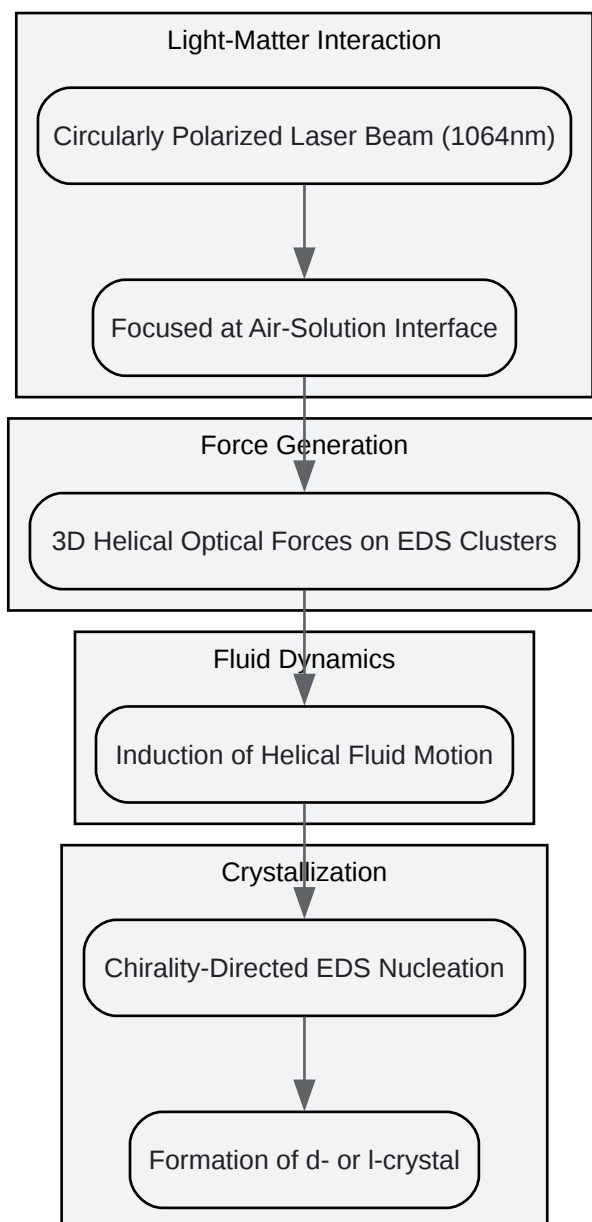 Light-Matter Interaction
Circularly Polarized Laser Beam (1064nm)
Focused at Air-Solution Interface
Force Generation
3D Helical Optical Forces on EDS Clusters
Fluid Dynamics
Induction of Helical Fluid Motion
Crystallization
Chirality-Directed EDS Nucleation
Formation of d- or l-crystal